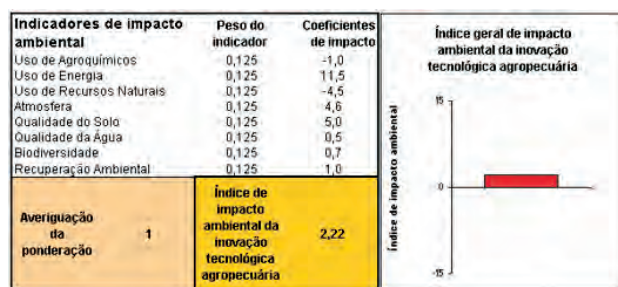 Indicadores de impacto ambiental Peso do indicador Coeficientes de impacto
Uso de Agroquímicos 0,125 -1,0
Uso de Energia 0,125 11,5
Uso de Recursos Naturais 0,125 -4,5
Atmosfera 0,125 4,6
Qualidade do Solo 0,125 5,0
Qualidade da Água 0,125 0,5
Biodiversidade 0,125 0,7
Recuperação Ambiental 0,125 1,0
Averiguação
da
ponderação
1
Índice de
impacto
ambiental da
inovação
tecnológica
agropecuária
2,22
Índice geral de impacto
ambiental da inovação
tecnológica agropecuária
Índice de impacto ambiental
15
0
-15